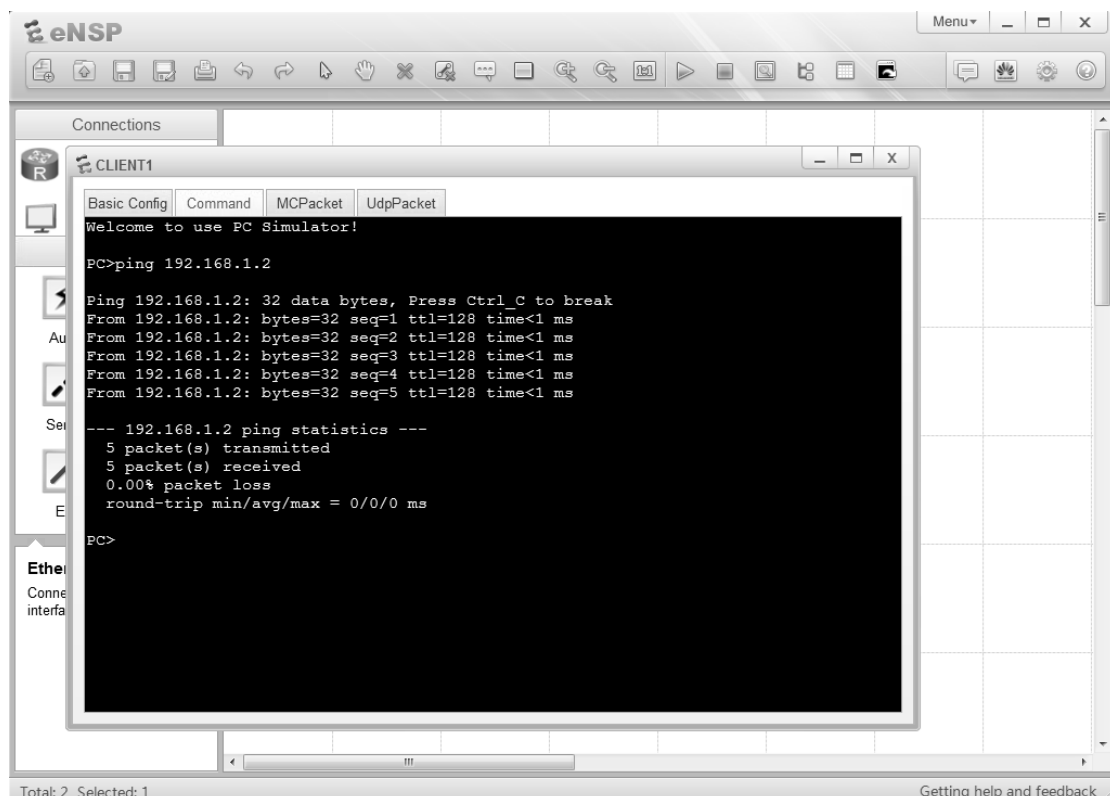 eNSP
Menu
Connections
R
CLIENT1
Basic Config Command MCPacket UdpPacket
Welcome to use PC Simulator!
PC>ping 192.168.1.2
Ping 192.168.1.2: 32 data bytes, Press Ctrl_C to break
From 192.168.1.2: bytes=32 seq=1 ttl=128 time<1 ms
From 192.168.1.2: bytes=32 seq=2 ttl=128 time<1 ms
From 192.168.1.2: bytes=32 seq=3 ttl=128 time<1 ms
From 192.168.1.2: bytes=32 seq=4 ttl=128 time<1 ms
From 192.168.1.2: bytes=32 seq=5 ttl=128 time<1 ms
--- 192.168.1.2 ping statistics ---
5 packet(s) transmitted
5 packet(s) received
0.00% packet loss
round-trip min/avg/max = 0/0/0 ms
PC>
Au
Ser
E
Ether
Conne
interfa
Total: 2 Selected: 1
Getting help and feedback